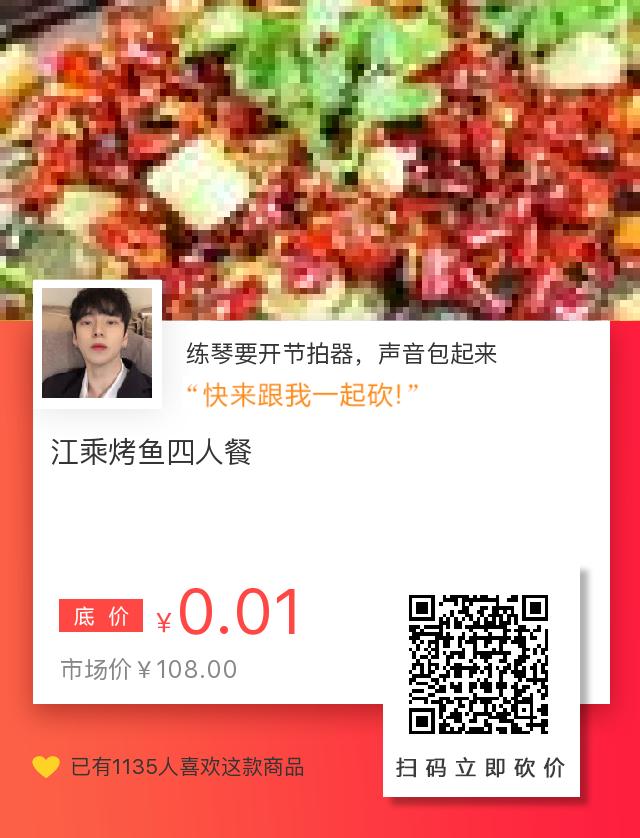 练琴要开节拍器，声音包起来
“快来跟我一起砍!”
江乘烤鱼四人餐
底价 ¥0.01
市场价¥108.00
已有1135人喜欢这款商品
扫码立即砍价